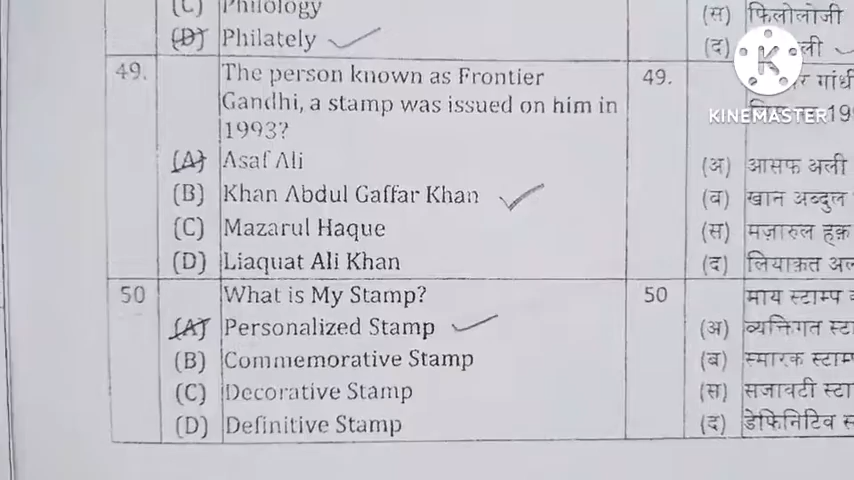 (C) Philology
(D) Philately
49. The person known as Frontier
Gandhi, a stamp was issued on him in
1993?
(A) Asaf Ali
(B) Khan Abdul Gaffar Khan
(C) Mazarul Haque
(D) Liaquat Ali Khan
50 What is My Stamp?
(A) Personalized Stamp
(B) Commemorative Stamp
(C) Decorative Stamp
(D) Definitive Stamp
(स) फिलोलोजी
(द)
49. गांधी
(अ) आसफ अली
(ब) खान अब्दुल
(स) मज़ारुल हक़
(द) लियाक़त
50 माय स्टाम्प
(अ) व्यक्तिगत
(ब) स्मारक
(स) सजावटी
(द) डेफिनिटिव
K
KINEMASTER